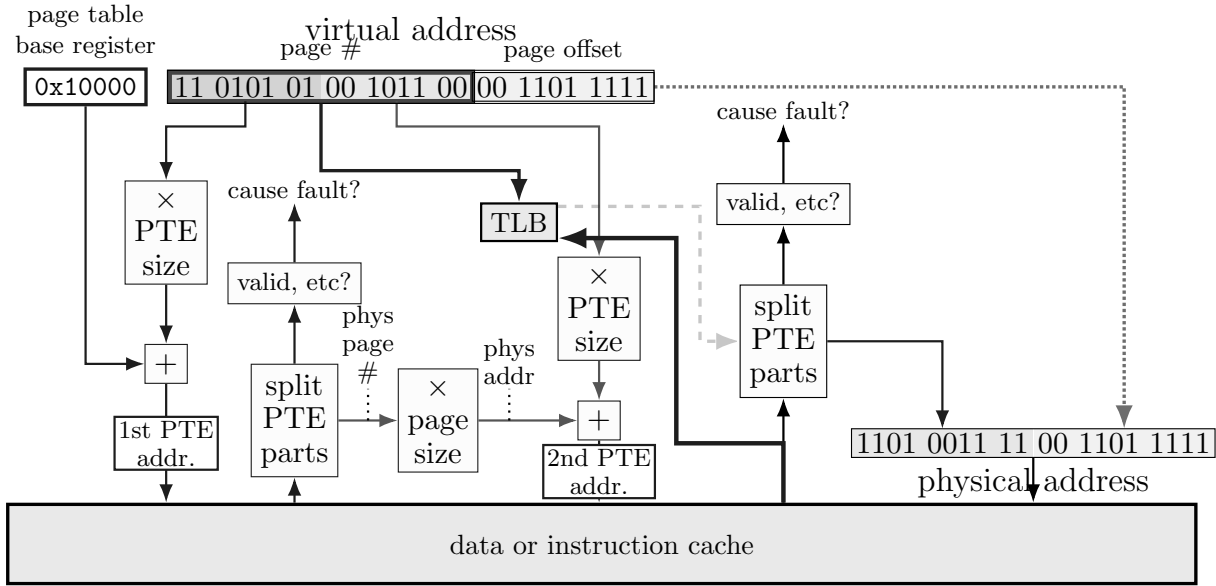 page table
base register
0x10000
virtual address
page #
page offset
11 0101 01 00 1011 00 00 1101 1111
cause fault?
×
PTE
size
cause fault?
TLB
valid, etc?
valid, etc?
×
PTE
size
split
PTE
parts
phys
page
#
phys
addr
+
split
PTE
parts
×
page
size
+
1st PTE
addr.
2nd PTE
addr.
1101 0011 11 00 1101 1111
physical address
data or instruction cache